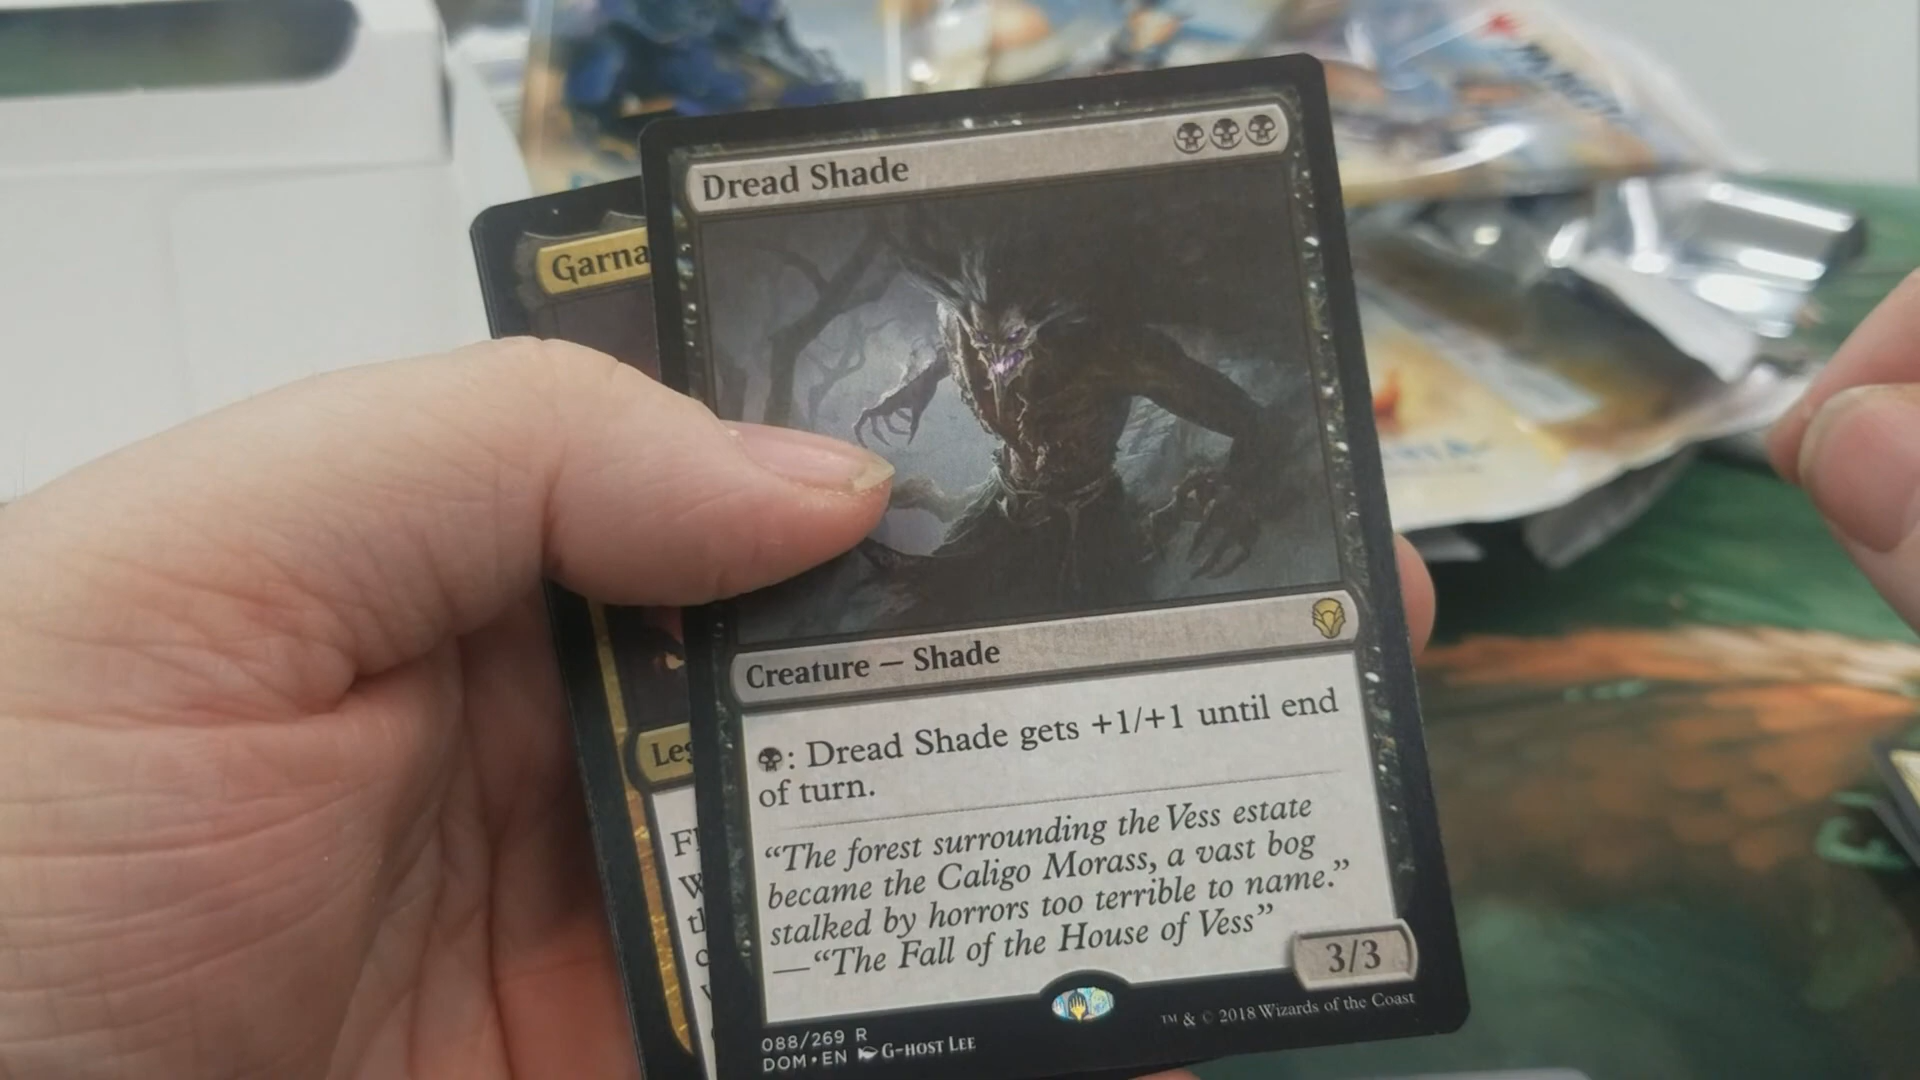 Dread Shade
Garna
Creature — Shade
: Dread Shade gets +1/+1 until end
of turn.
“The forest surrounding the Vess estate
became the Caligo Morass, a vast bog
stalked by horrors too terrible to name.”
—“The Fall of the House of Vess”
3/3
088/269 R
DOM • EN G-HOST LEE
™ & © 2018 Wizards of the Coast
Leg
Fl
W